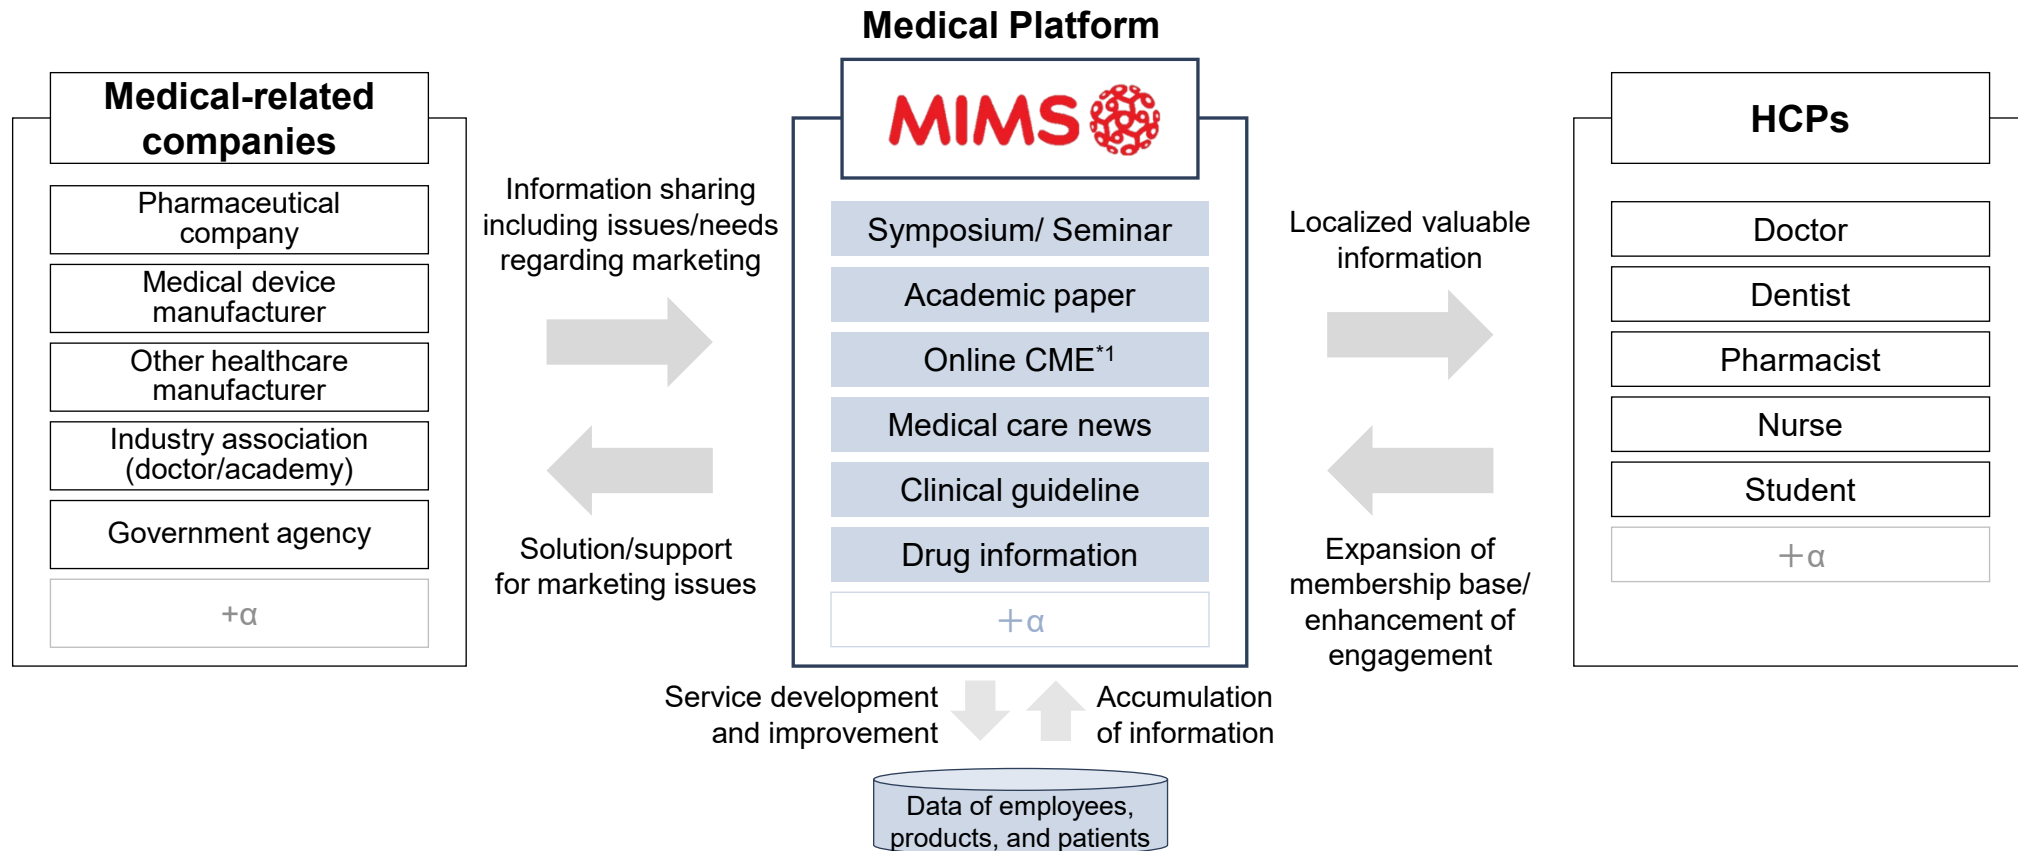 Medical Platform
Medical-related
companies
Pharmaceutical
company
Medical device
manufacturer
Other healthcare
manufacturer
Industry association
(doctor/academy)
Government agency
+α
Information sharing
including issues/needs
regarding marketing
Solution/support
for marketing issues
MIMS
Symposium/ Seminar
Academic paper
Online CME*1
Medical care news
Clinical guideline
Drug information
＋α
Localized valuable
information
Expansion of
membership base/
enhancement of
engagement
HCPs
Doctor
Dentist
Pharmacist
Nurse
Student
＋α
Service development
and improvement
Accumulation
of information
Data of employees,
products, and patients